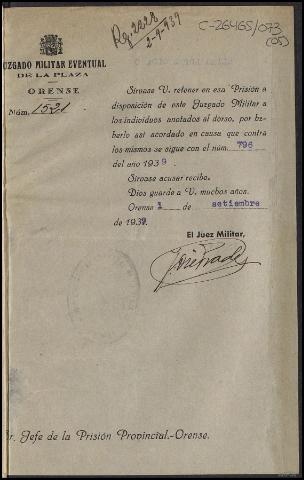 Rg. 2228
2-9-939
C-26465/073
(05)
JUZGADO MILITAR EVENTUAL
DE LA PLAZA
ORENSE
Núm. 1521
Sírvase V. retener en esa Prisión a
disposición de este Juzgado Militar a
los individuos anotados al dorso, por ha-
berlo así acordado en causa que contra
los mismos se sigue con el núm. 796
del año 1939.
Sírvase acusar recibo.
Dios guarde a V. muchos años.
Orense 1 de setiembre
de 1939.
El Juez Militar,
Sr. Jefe de la Prisión Provincial.-Orense.